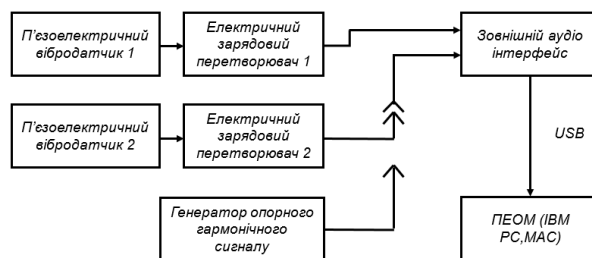 П'єзоелектричний
вібродатчик 1
Електричний
зарядовий
перетворювач 1
Зовнішній аудіо
інтерфейс
П'єзоелектричний
вібродатчик 2
Електричний
зарядовий
перетворювач 2
USB
Генератор опорного
гармонічного
сигналу
ПЕОМ (IBM
PC,MAC)